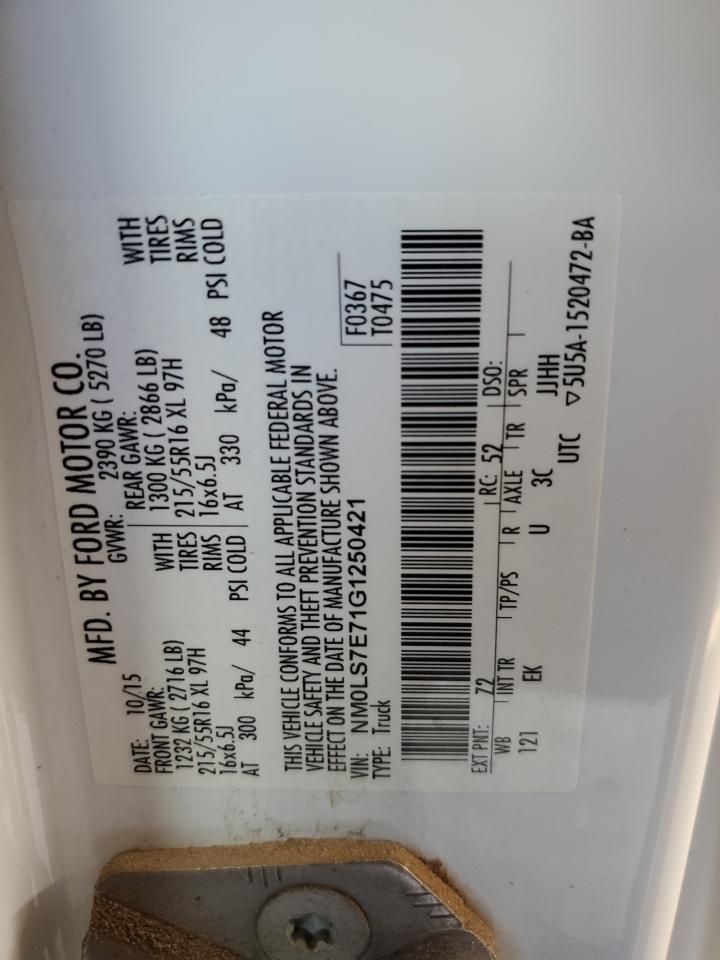 MFD. BY FORD MOTOR CO.
DATE: 10/15 GVWR: 2390 KG ( 5270 LB)
FRONT GAWR: WITH REAR GAWR: WITH
1232 KG ( 2716 LB) TIRES 1300 KG ( 2866 LB) TIRES
215/55R16 XL 97H RIMS 215/55R16 XL 97H RIMS
16x6.5J 16x6.5J
AT 300 kPa/ 44 PSI COLD AT 330 kPa/ 48 PSI COLD
THIS VEHICLE CONFORMS TO ALL APPLICABLE FEDERAL MOTOR
VEHICLE SAFETY AND THEFT PREVENTION STANDARDS IN
EFFECT ON THE DATE OF MANUFACTURE SHOWN ABOVE.
VIN: NM0LS7E71G1250421 F0367
TYPE: Truck T0475
EXT PNT: Z2 RC: 52 DSO:
WB INT TR TP/PS R AXLE TR SPR
121 EK U 3C JJHH
UTC ▽5U5A-1520472-BA